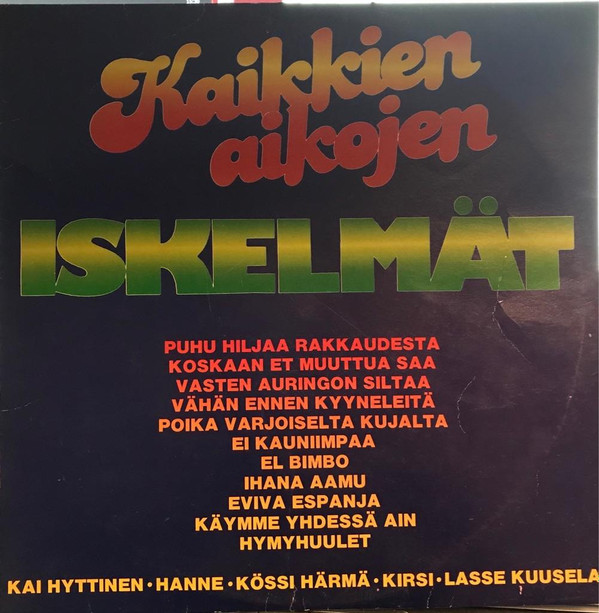 Kaikkien
aikojen
ISKELMÄT
PUHU HILJAA RAKKAUDESTA
KOSKAAN ET MUUTTUA SAA
VASTEN AURINGON SILTAA
VÄHÄN ENNEN KYYNELEITÄ
POIKA VARJOISELTA KUJALTA
EI KAUNIIMPAA
EL BIMBO
IHANA AAMU
EVIVA ESPANJA
KÄYMME YHDESSÄ AIN
HYMYHUULET
KAI HYTTINEN · HANNE · KÖSSI HÄRMÄ · KIRSI · LASSE KUUSELA